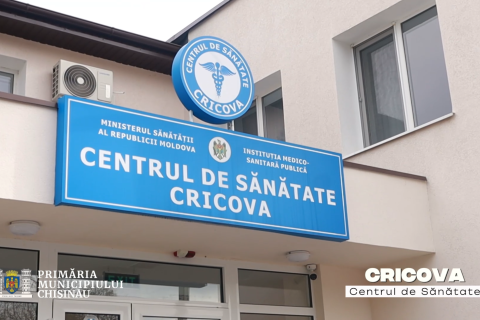 CENTRUL DE SĂNĂTATE
CRICOVA
MINISTERUL SĂNĂTĂȚII
AL REPUBLICII MOLDOVA
INSTITUȚIA MEDICO-
SANITARĂ PUBLICĂ
CENTRUL DE SĂNĂTATE
CRICOVA
PRIMĂRIA
MUNICIPIULUI
CHIȘINĂU
CRICOVA
Centrul de Sănătate